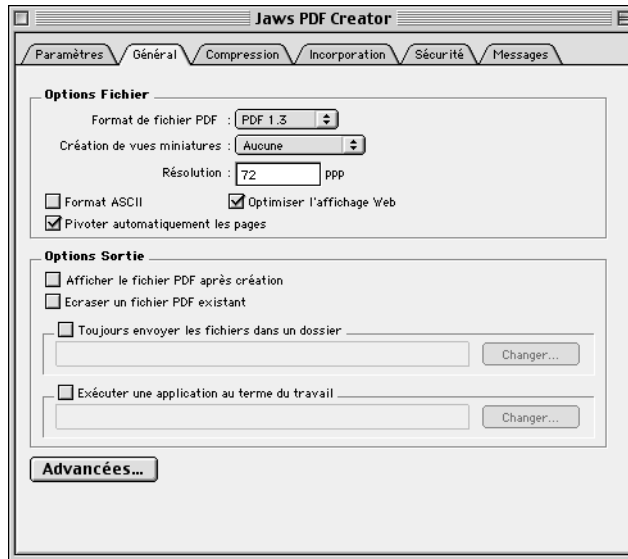 Jaws PDF Creator
Paramètres Général Compression Incorporation Sécurité Messages
Options Fichier
Format de fichier PDF : PDF 1.3
Création de vues miniatures : Aucune
Résolution : 72 ppp
Format ASCII Optimiser l'affichage Web
Pivoter automatiquement les pages
Options Sortie
Afficher le fichier PDF après création
Ecraser un fichier PDF existant
Toujours envoyer les fichiers dans un dossier
Changer...
Exécuter une application au terme du travail
Changer...
Advancées...